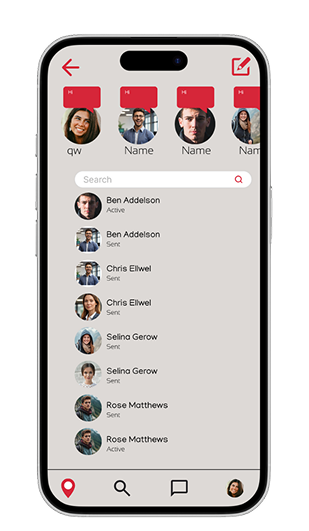 Hi Hi Hi Hi
qw Name Name Nam
Search
Ben Addelson
Active
Ben Addelson
Sent
Chris Ellwel
Sent
Chris Ellwel
Sent
Selina Gerow
Sent
Selina Gerow
Sent
Rose Matthews
Sent
Rose Matthews
Active